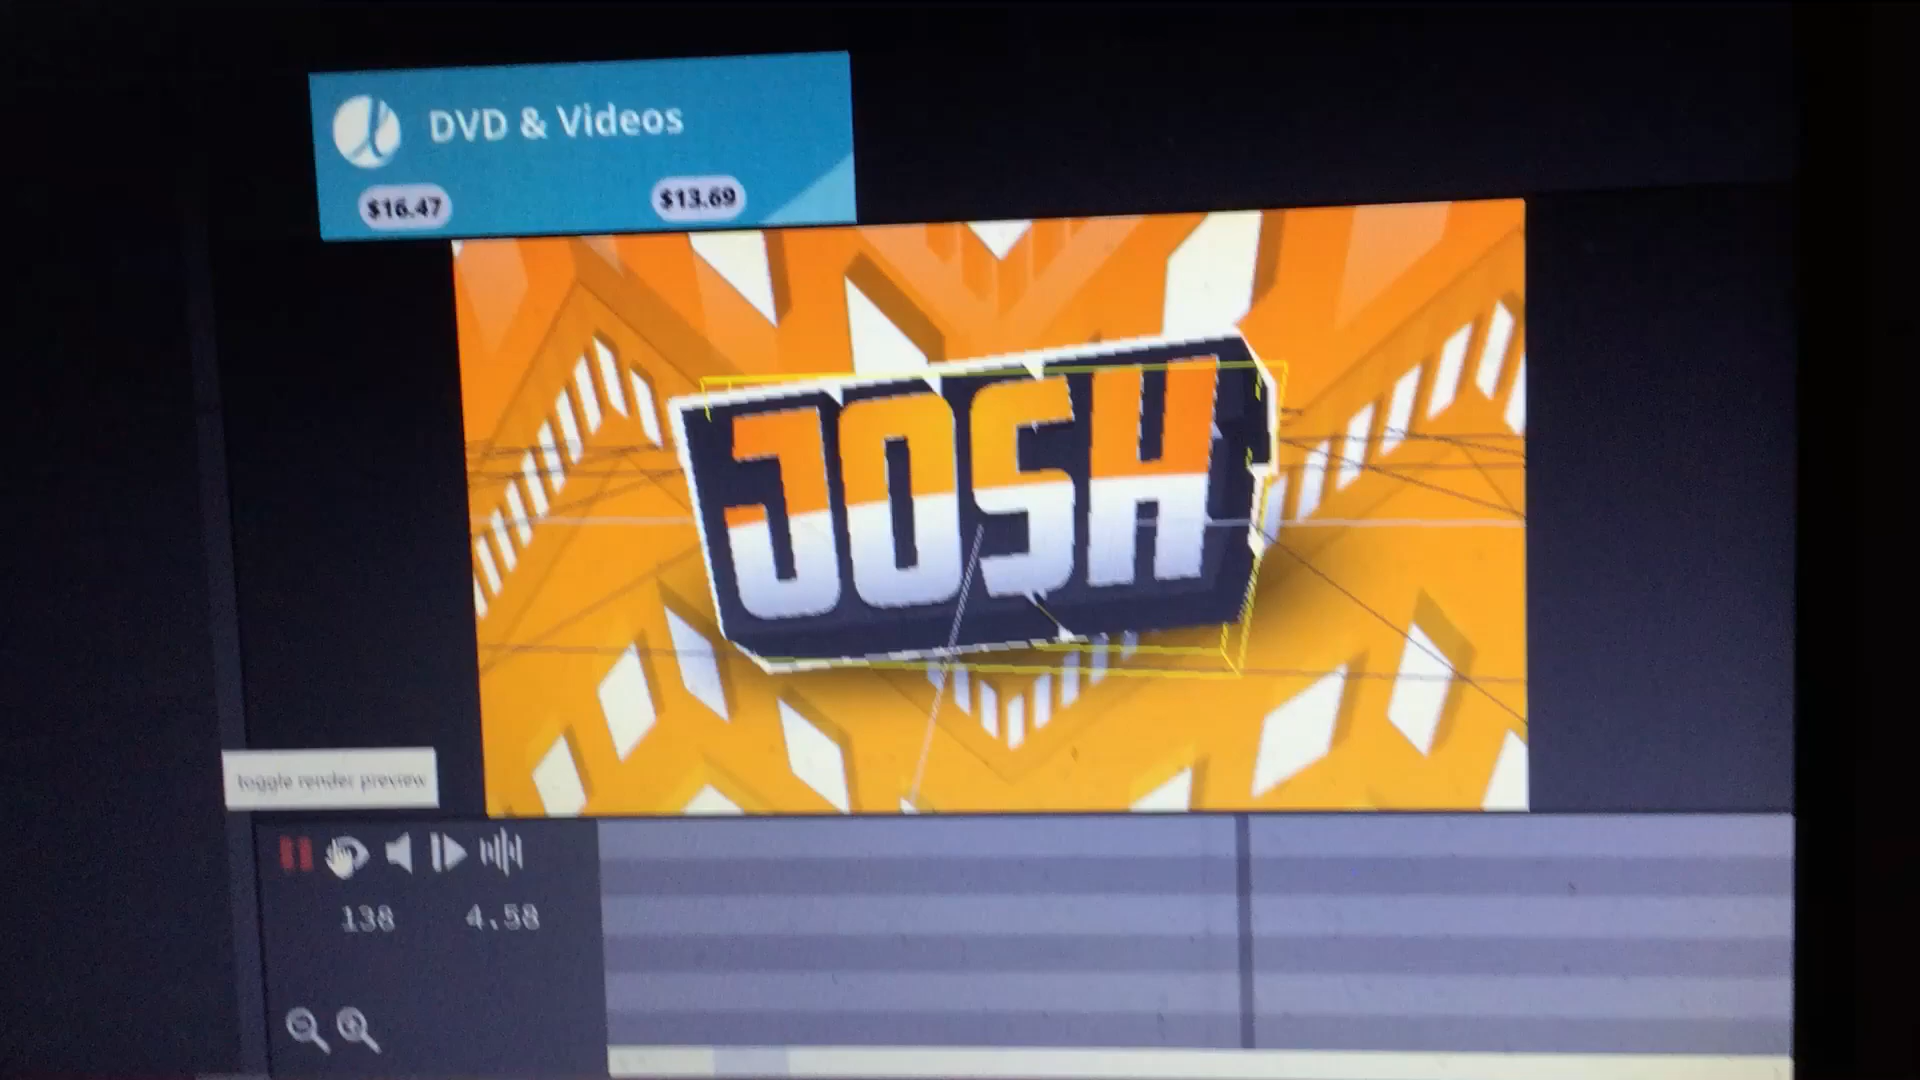 DVD & Videos
$16.47 $13.69
JOSH
toggle render preview
138 4.58